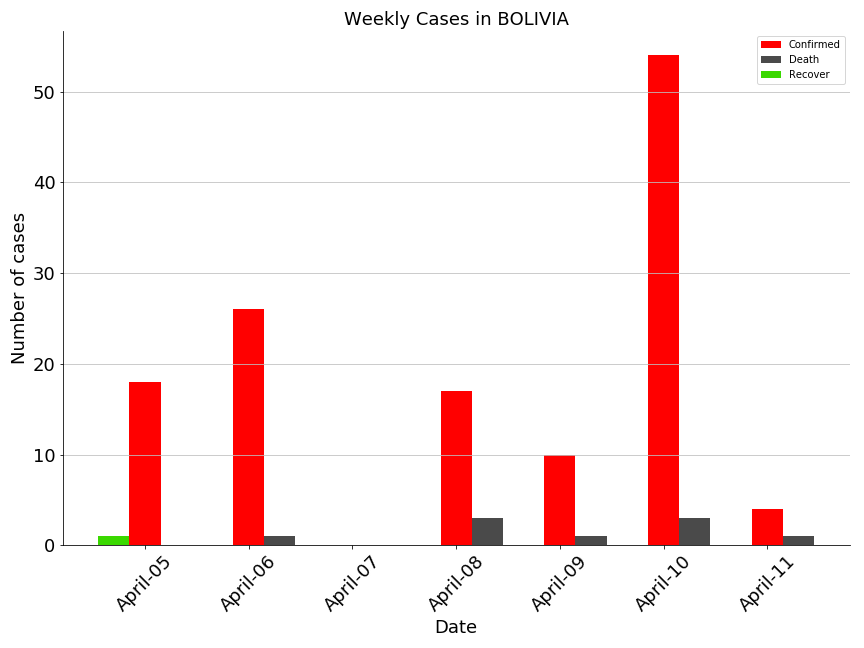 Weekly Cases in BOLIVIA
Confirmed
Death
Recover
Number of cases
50
40
30
20
10
0
April-05
April-06
April-07
April-08
April-09
April-10
April-11
Date